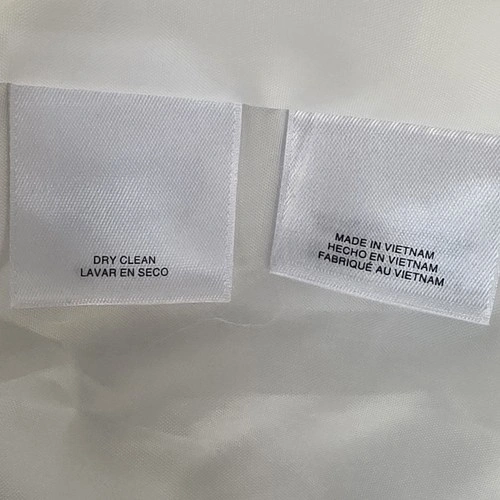 DRY CLEAN
LAVAR EN SECO
MADE IN VIETNAM
HECHO EN VIETNAM
FABRIQUÉ AU VIETNAM